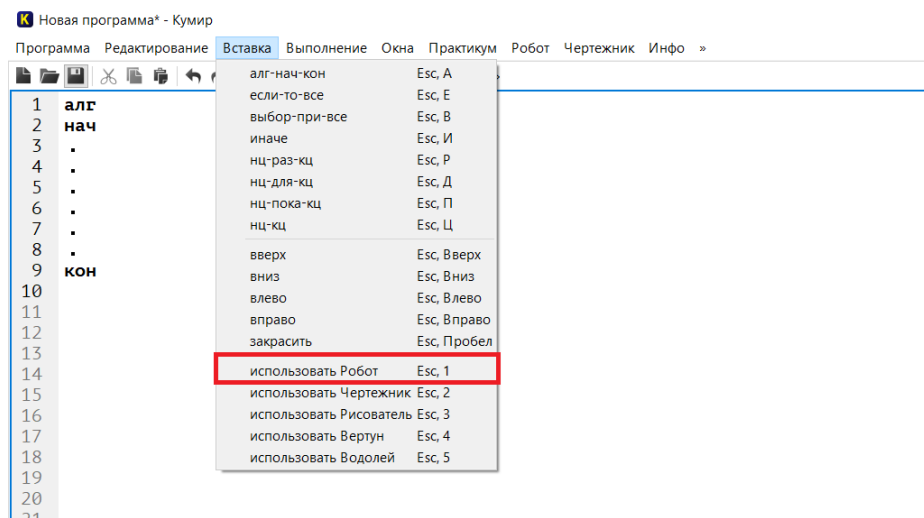 K Новая программа* - Кумир
Программа Редактирование Вставка Выполнение Окна Практикум Робот Чертежник Инфо »
1 алг
2 нач
3 .
4 .
5 .
6 .
7 .
8 .
9 кон
10
11
12
13
14
15
16
17
18
19
20
21
алг-нач-кон Esc, А
если-то-все Esc, Е
выбор-при-все Esc, В
иначе Esc, И
нц-раз-кц Esc, Р
нц-для-кц Esc, Д
нц-пока-кц Esc, П
нц-кц Esc, Ц
вверх Esc, Вверх
вниз Esc, Вниз
влево Esc, Влево
вправо Esc, Вправо
закрасить Esc, Пробел
использовать Робот Esc, 1
использовать Чертежник Esc, 2
использовать Рисователь Esc, 3
использовать Вертун Esc, 4
использовать Водолей Esc, 5